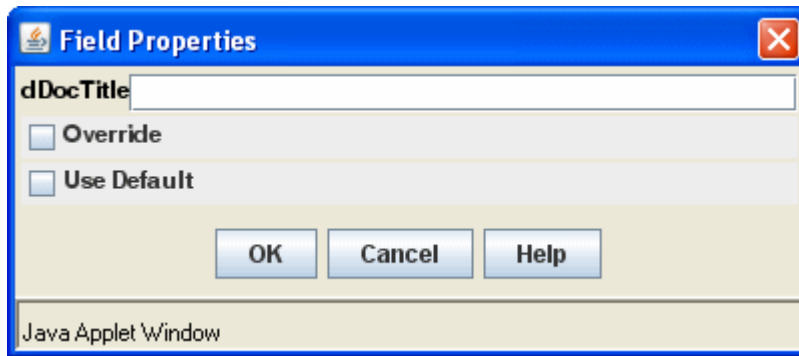 Field Properties
dDocTitle
Override
Use Default
OK Cancel Help
Java Applet Window